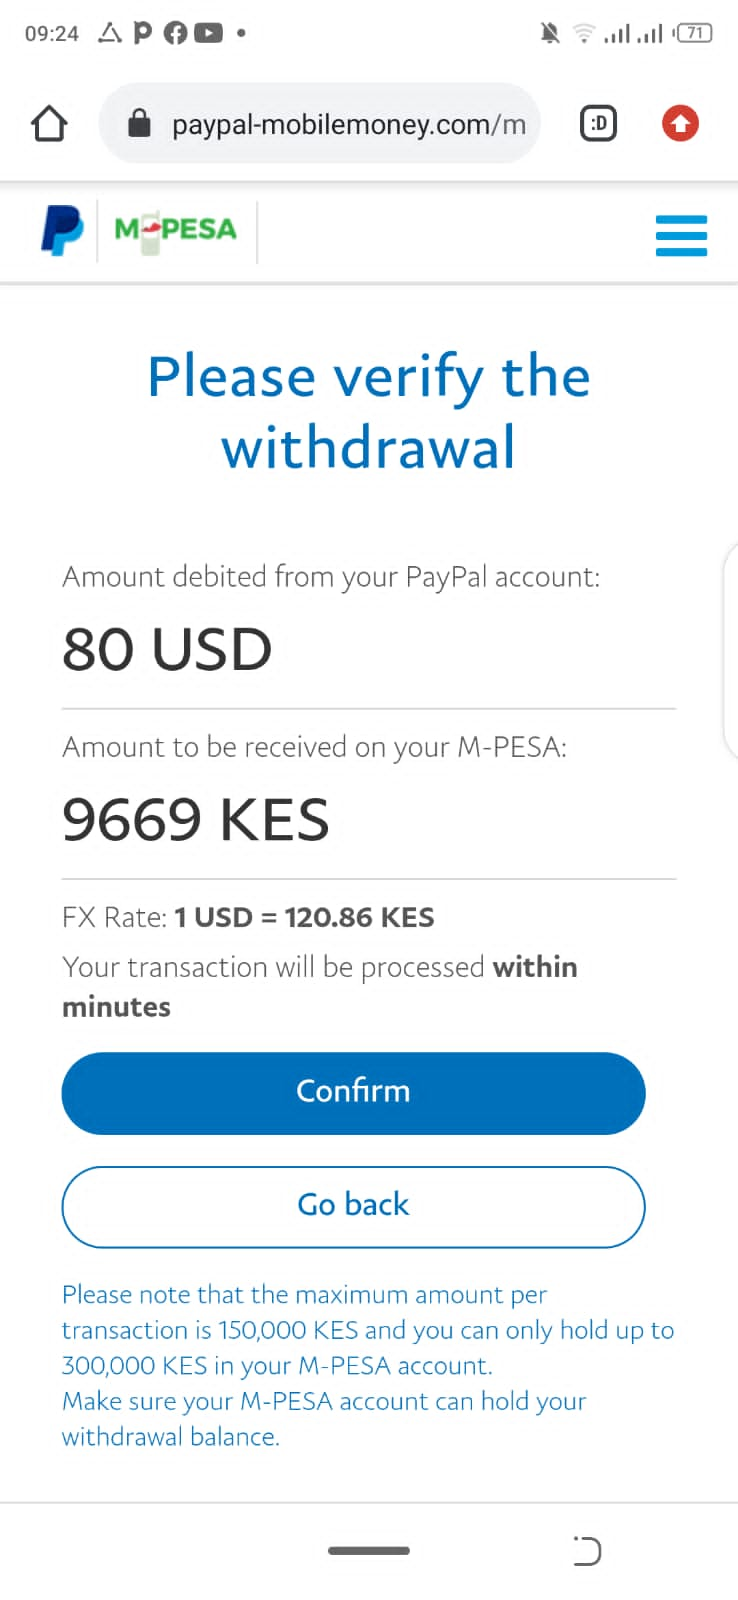 09:24
71
paypal-mobilemoney.com/m
:D
M-PESA
Please verify the
withdrawal
Amount debited from your PayPal account:
80 USD
Amount to be received on your M-PESA:
9669 KES
FX Rate: 1 USD = 120.86 KES
Your transaction will be processed within
minutes
Confirm
Go back
Please note that the maximum amount per
transaction is 150,000 KES and you can only hold up to
300,000 KES in your M-PESA account.
Make sure your M-PESA account can hold your
withdrawal balance.